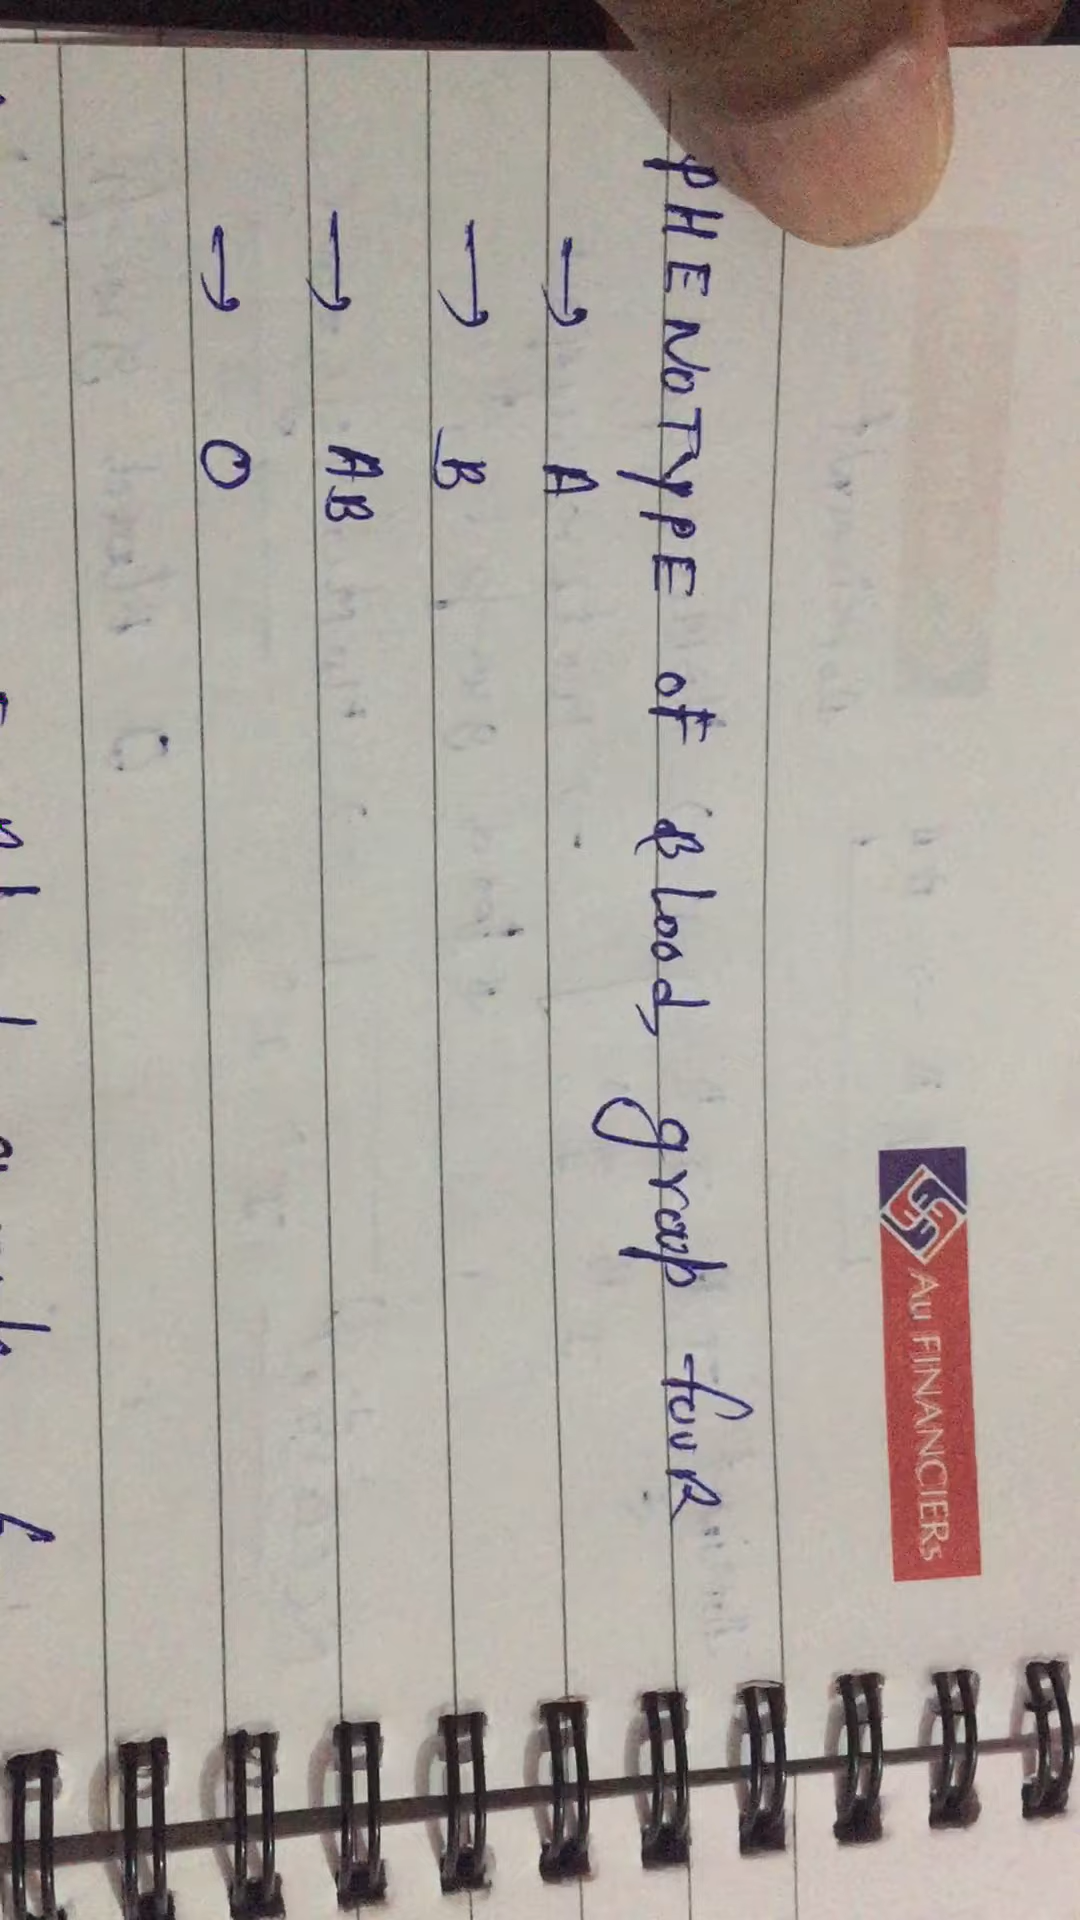 Au FINANCIERS
PHENOTYPE of Blood group four
→ A
→ B
→ AB
→ O